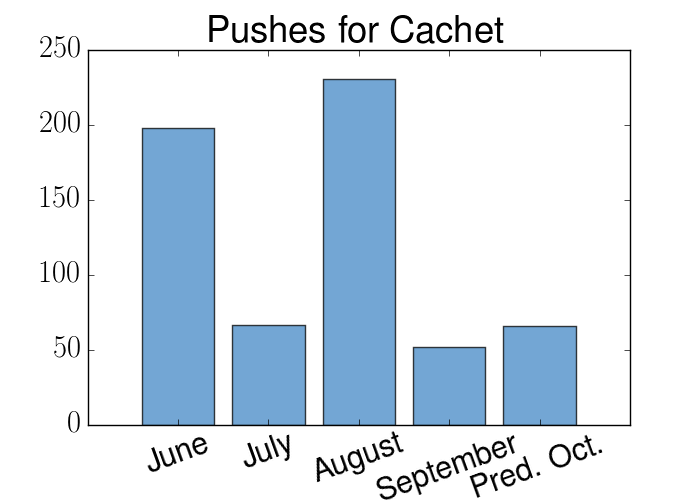 Pushes for Cachet
250
200
150
100
50
0
June
July
August
September
Pred. Oct.